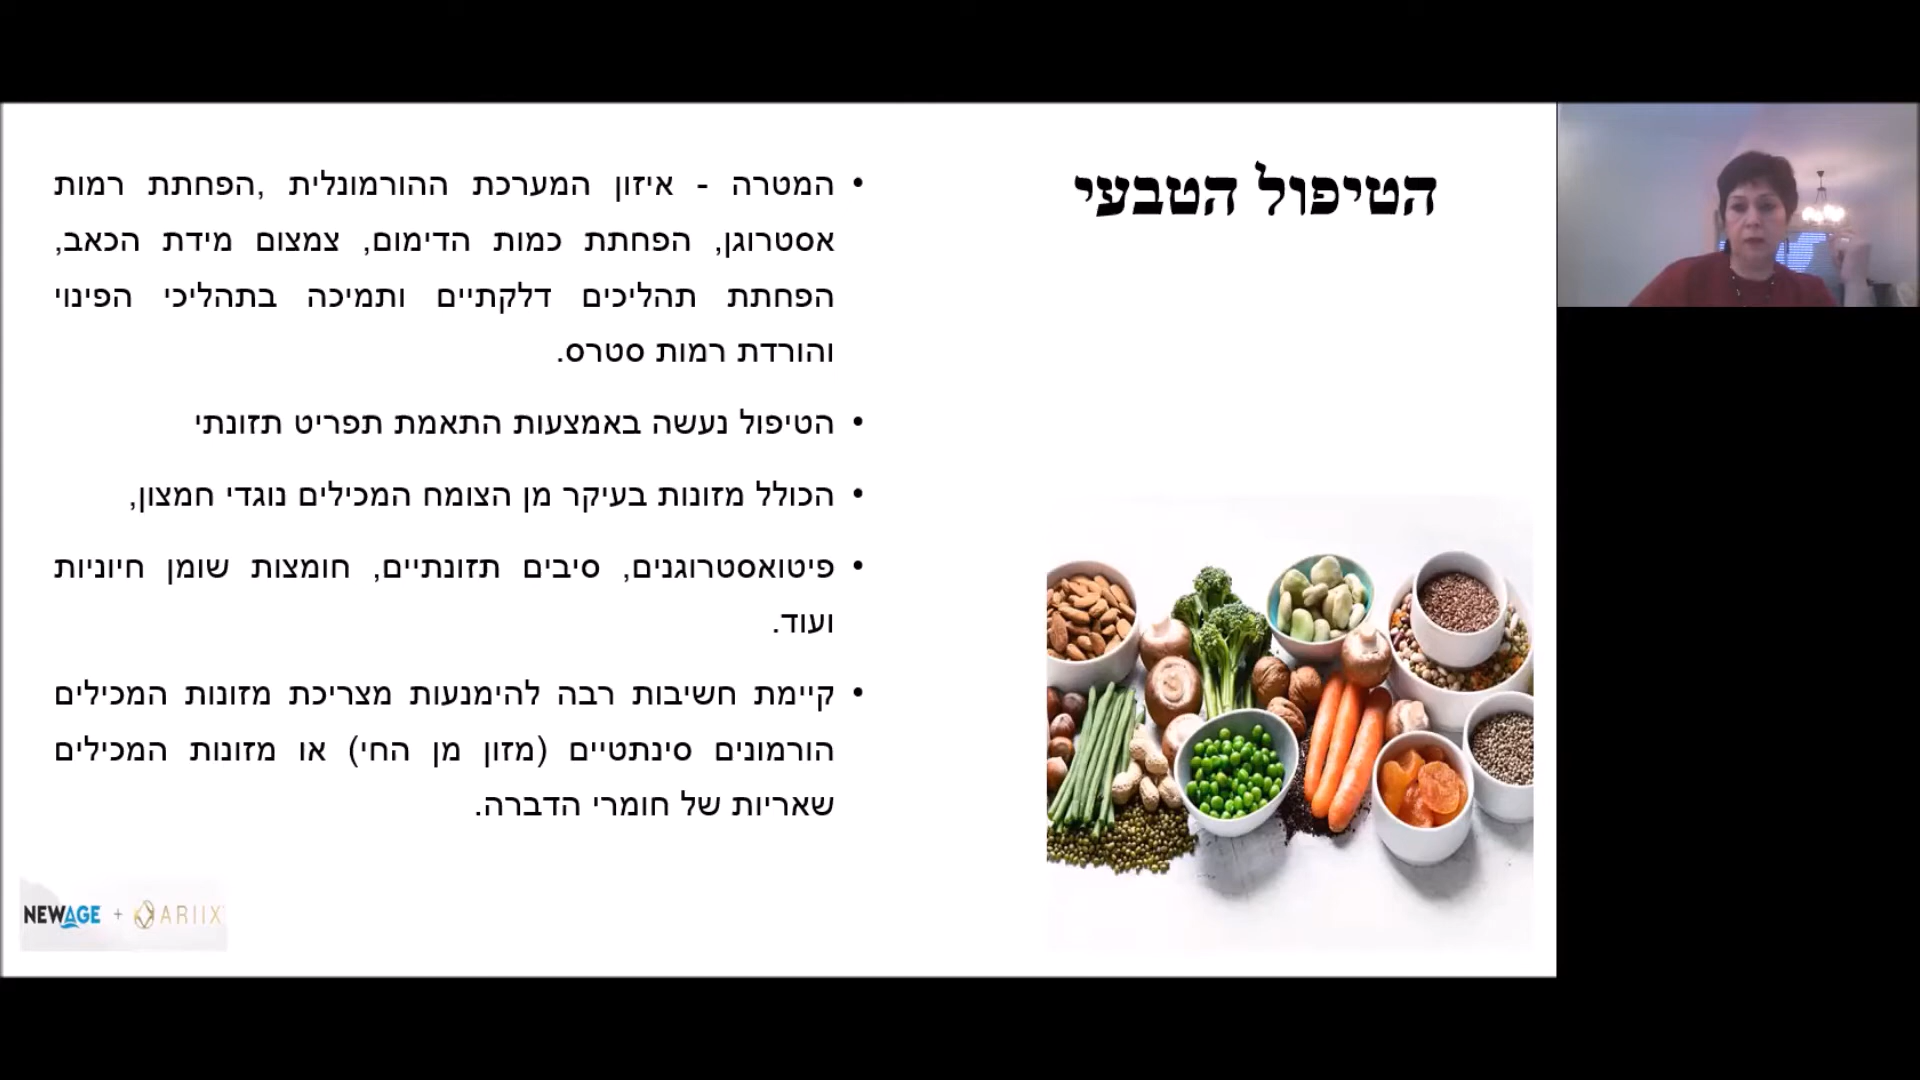 הטיפול הטבעי
• המטרה - איזון המערכת ההורמונלית ,הפחתת רמות
אסטרוגן, הפחתת כמות הדימום, צמצום מידת הכאב,
הפחתת תהליכים דלקתיים ותמיכה בתהליכי הפינוי
והורדת רמות סטרס.
• הטיפול נעשה באמצעות התאמת תפריט תזונתי
• הכולל מזונות בעיקר מן הצומח המכילים נוגדי חמצון,
• פיטואסטרוגנים, סיבים תזונתיים, חומצות שומן חיוניות
ועוד.
• קיימת חשיבות רבה להימנעות מצריכת מזונות המכילים
הורמונים סינתטיים (מזון מן החי) או מזונות המכילים
שאריות של חומרי הדברה.
NEWAGE + ARIIX